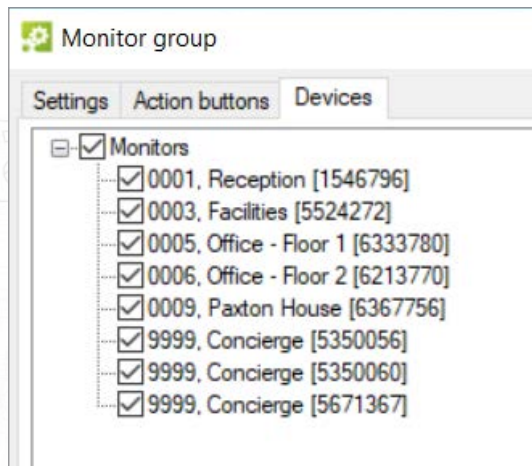 Monitor group
Settings Action buttons Devices
Monitors
0001, Reception [1546796]
0003, Facilities [5524272]
0005, Office - Floor 1 [6333780]
0006, Office - Floor 2 [6213770]
0009, Paxton House [6367756]
9999, Concierge [5350056]
9999, Concierge [5350060]
9999, Concierge [5671367]